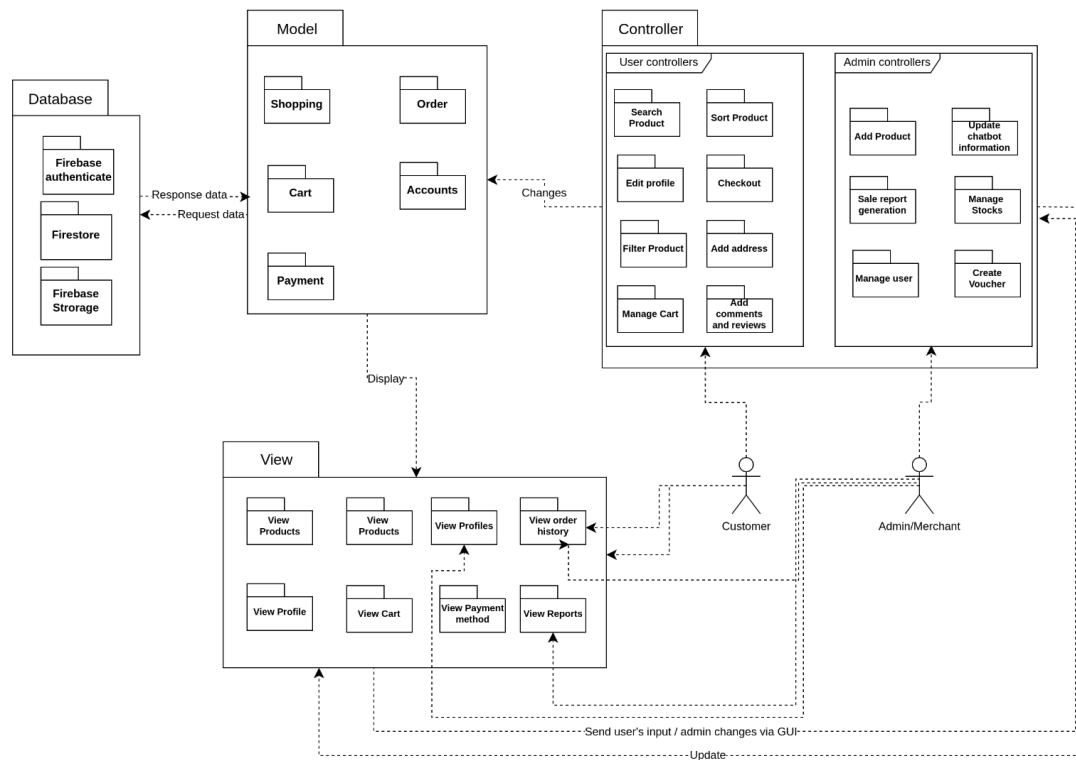 Model
Controller
User controllers
Admin controllers
Database
Shopping
Order
Search
Product
Sort Product
Add Product
Update
chatbot
information
Firebase
authenticate
Cart
Accounts
Edit profile
Checkout
Sale report
generation
Manage
Stocks
Response data
Request data
Changes
Firestore
Filter Product
Add address
Payment
Manage user
Create
Voucher
Firebase
Strorage
Manage Cart
Add
comments
and reviews
Display
View
View
Products
View
Products
View Profiles
View order
history
Customer
Admin/Merchant
View Profile
View Cart
View Payment
method
View Reports
Send user's input / admin changes via GUI
Update